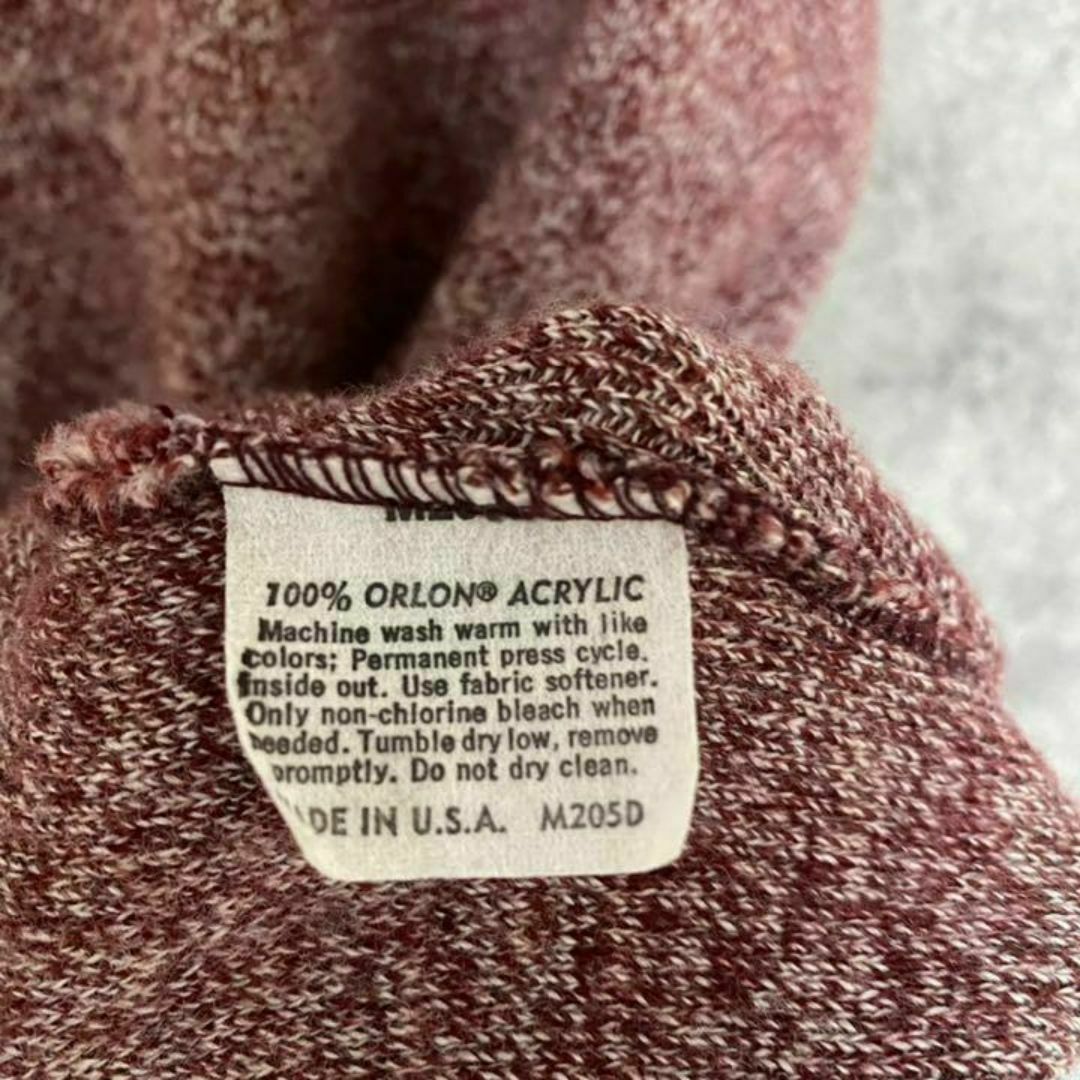 100% ORLON® ACRYLIC
Machine wash warm with like
colors; Permanent press cycle.
Inside out. Use fabric softener.
Only non-chlorine bleach when
needed. Tumble dry low, remove
promptly. Do not dry clean.
DE IN U.S.A. M205D